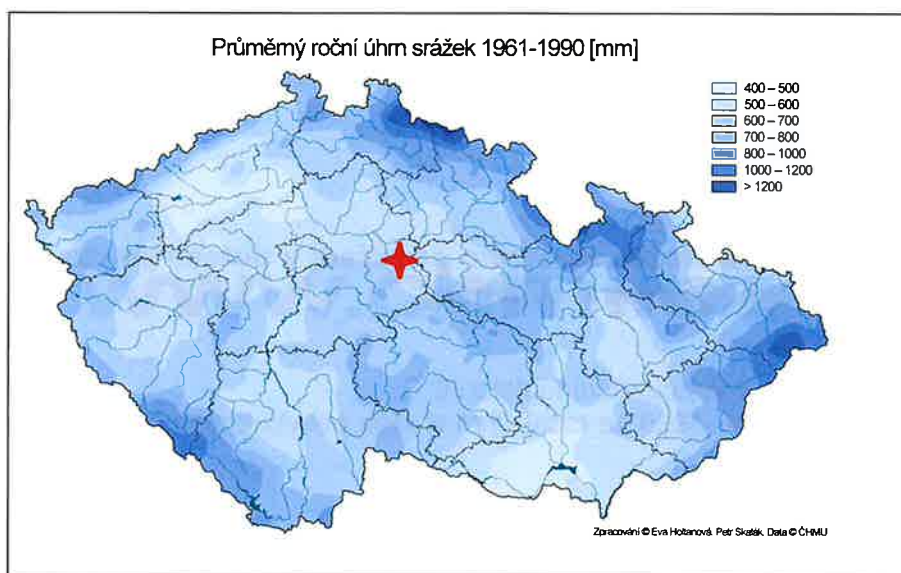 Průměrný roční úhrn srážek 1961-1990 [mm]
400 – 500
500 – 600
600 – 700
700 – 800
800 – 1000
1000 – 1200
> 1200
Zpracování © Eva Holtanová, Petr Skalák. Data © ČHMU